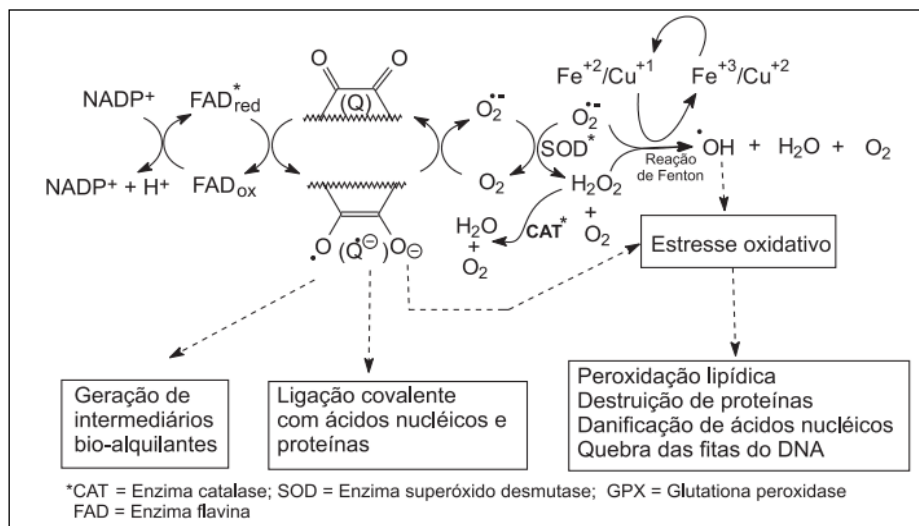 O O
(Q)
NADP⁺
FAD*red
O₂•-
O₂•-
Fe⁺²/Cu⁺¹
Fe⁺³/Cu⁺²
SOD*
•OH + H₂O + O₂
Reação
de Fenton
NADP⁺ + H⁺
FADox
O₂
H₂O₂
+
O₂
CAT*
H₂O
+
O₂
•O (Q•⊖) O⊖
Estresse oxidativo
Geração de
intermediários
bio-alquilantes
Ligação covalente
com ácidos nucléicos e
proteínas
Peroxidação lipídica
Destruição de proteínas
Danificação de ácidos nucléicos
Quebra das fitas do DNA
*CAT = Enzima catalase; SOD = Enzima superóxido desmutase; GPX = Glutationa peroxidase
FAD = Enzima flavina